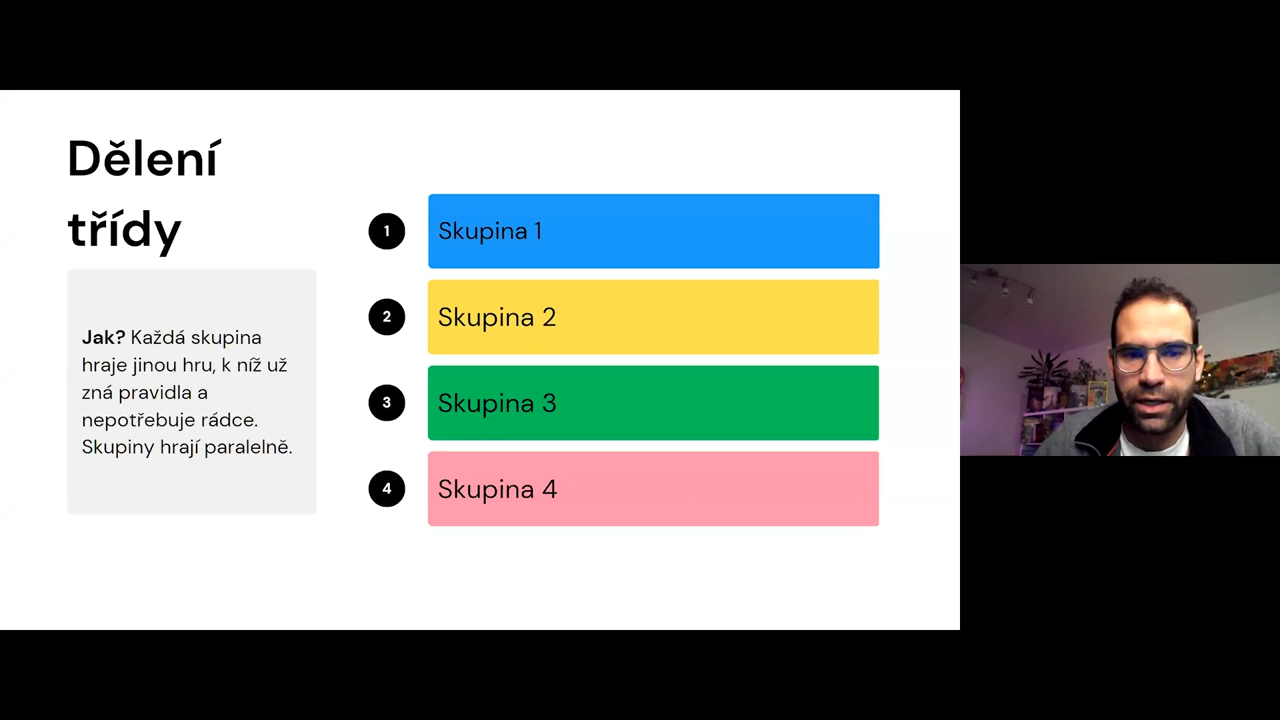 Dělení
třídy
Jak? Každá skupina
hraje jinou hru, k níž už
zná pravidla a
nepotřebuje rádce.
Skupiny hrají paralelně.
1 Skupina 1
2 Skupina 2
3 Skupina 3
4 Skupina 4